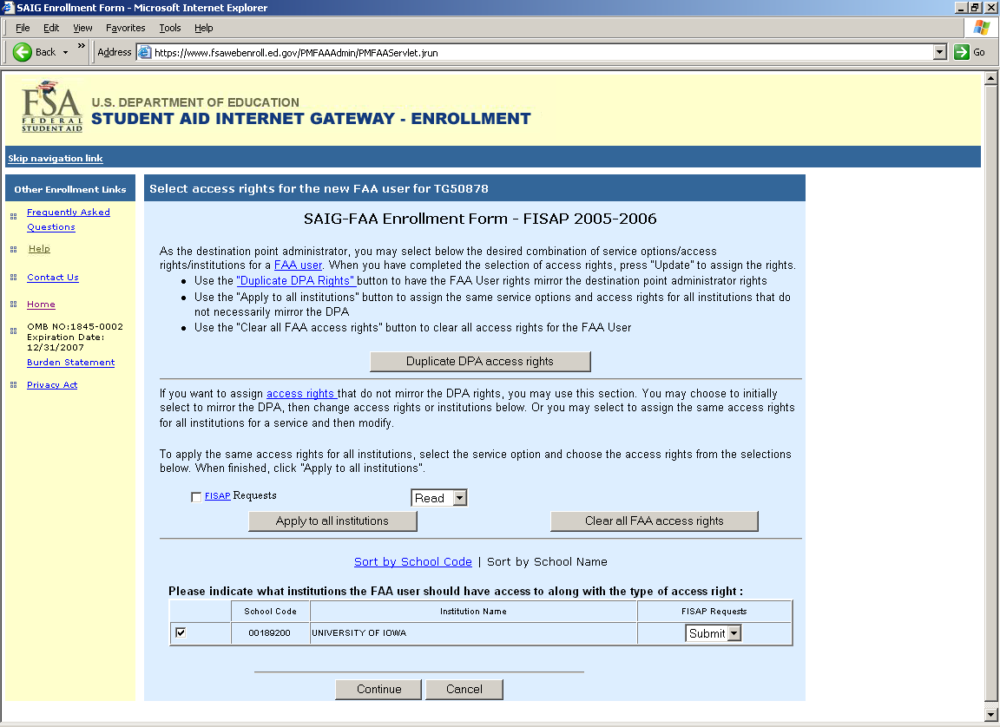 SAIG Enrollment Form - Microsoft Internet Explorer
File Edit View Favorites Tools Help
Back » Address https://www.fsawebenroll.ed.gov/PMFAAAdmin/PMFAAServlet.jrun Go
FSA
FEDERAL
STUDENT AID
U.S. DEPARTMENT OF EDUCATION
STUDENT AID INTERNET GATEWAY - ENROLLMENT
Skip navigation link
Other Enrollment Links
Frequently Asked
Questions
Help
Contact Us
Home
OMB NO:1845-0002
Expiration Date:
12/31/2007
Burden Statement
Privacy Act
Select access rights for the new FAA user for TG50878
SAIG-FAA Enrollment Form - FISAP 2005-2006
As the destination point administrator, you may select below the desired combination of service options/access
rights/institutions for a FAA user. When you have completed the selection of access rights, press "Update" to assign the rights.
• Use the "Duplicate DPA Rights" button to have the FAA User rights mirror the destination point administrator rights
• Use the "Apply to all institutions" button to assign the same service options and access rights for all institutions that do
not necessarily mirror the DPA
• Use the "Clear all FAA access rights" button to clear all access rights for the FAA User
Duplicate DPA access rights
If you want to assign access rights that do not mirror the DPA rights, you may use this section. You may choose to initially
select to mirror the DPA, then change access rights or institutions below. Or you may select to assign the same access rights
for all institutions for a service and then modify.
To apply the same access rights for all institutions, select the service option and choose the access rights from the selections
below. When finished, click "Apply to all institutions".
FISAP Requests Read
Apply to all institutions Clear all FAA access rights
Sort by School Code | Sort by School Name
Please indicate what institutions the FAA user should have access to along with the type of access right :
School Code Institution Name FISAP Requests
00189200 UNIVERSITY OF IOWA Submit
Continue Cancel